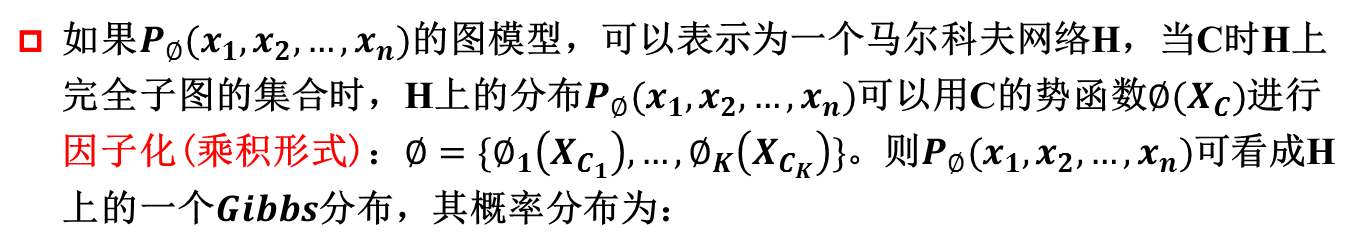 如果P∅(x1,x2,…,xn)的图模型，可以表示为一个马尔科夫网络H，当C时H上
完全子图的集合时，H上的分布P∅(x1,x2,…,xn)可以用C的势函数∅(XC)进行
因子化(乘积形式)：∅ = {∅1(XC1),…,∅K(XCK)}。则P∅(x1,x2,…,xn)可看成H
上的一个Gibbs分布，其概率分布为：